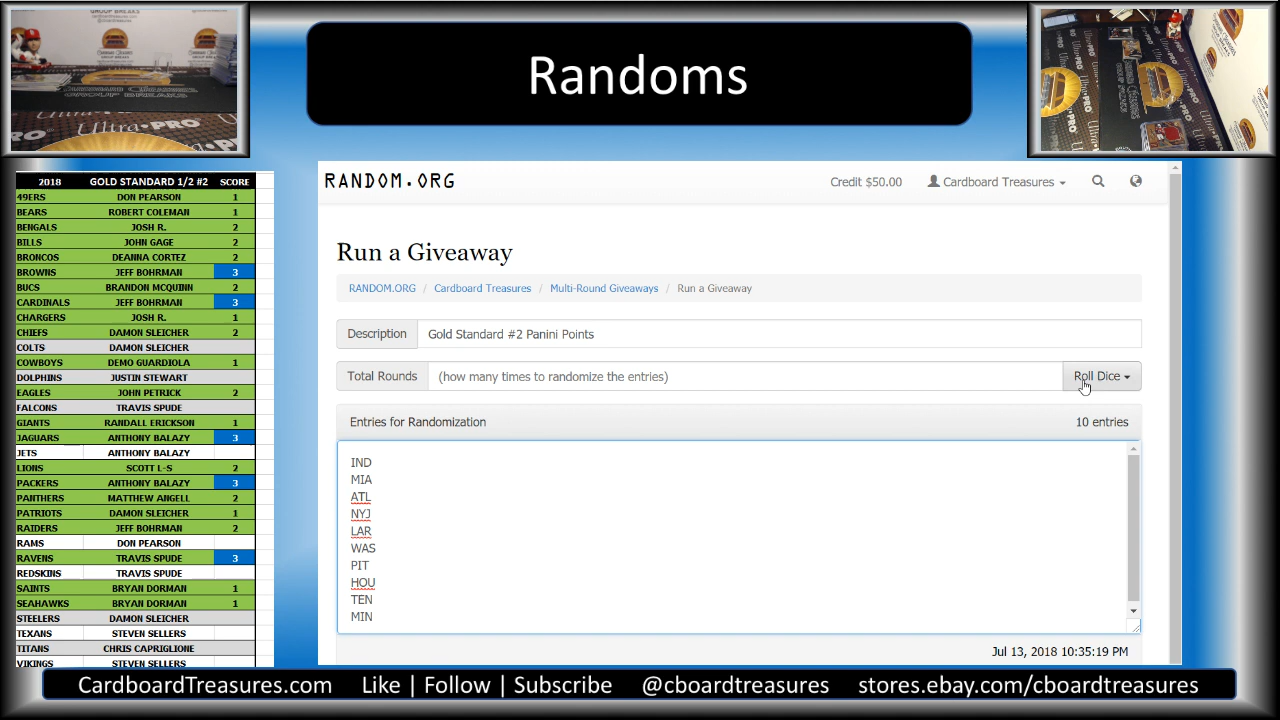 Randoms
GROUP BREAKS
Ultra•PRO
2018 GOLD STANDARD 1/2 #2 SCORE
49ERS DON PEARSON 1
BEARS ROBERT COLEMAN 1
BENGALS JOSH R. 2
BILLS JOHN GAGE 2
BRONCOS DEANNA CORTEZ 2
BROWNS JEFF BOHRMAN 3
BUCS BRANDON MCQUINN 2
CARDINALS JEFF BOHRMAN 3
CHARGERS JOSH R. 1
CHIEFS DAMON SLEICHER 2
COLTS DAMON SLEICHER
COWBOYS DEMO GUARDIOLA 1
DOLPHINS JUSTIN STEWART
EAGLES JOHN PETRICK 2
FALCONS TRAVIS SPUDE
GIANTS RANDALL ERICKSON 1
JAGUARS ANTHONY BALAZY 3
JETS ANTHONY BALAZY
LIONS SCOTT L-S 2
PACKERS ANTHONY BALAZY 3
PANTHERS MATTHEW ANGELL 2
PATRIOTS DAMON SLEICHER 1
RAIDERS JEFF BOHRMAN 2
RAMS DON PEARSON
RAVENS TRAVIS SPUDE 3
REDSKINS TRAVIS SPUDE
SAINTS BRYAN DORMAN 1
SEAHAWKS BRYAN DORMAN 1
STEELERS DAMON SLEICHER
TEXANS STEVEN SELLERS
TITANS CHRIS CAPRIGLIONE
VIKINGS STEVEN SELLERS
RANDOM.ORG Credit $50.00 Cardboard Treasures
Run a Giveaway
RANDOM.ORG / Cardboard Treasures / Multi-Round Giveaways / Run a Giveaway
Description Gold Standard #2 Panini Points
Total Rounds (how many times to randomize the entries) Roll Dice
Entries for Randomization 10 entries
IND
MIA
ATL
NYJ
LAR
WAS
PIT
HOU
TEN
MIN
Jul 13, 2018 10:35:19 PM
CardboardTreasures.com Like | Follow | Subscribe @cboardtreasures stores.ebay.com/cboardtreasures